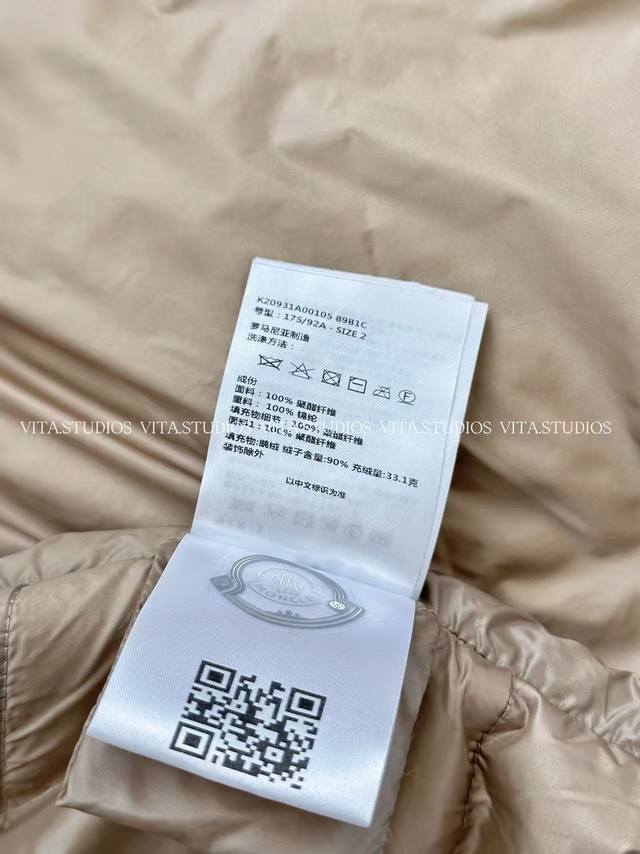 K20931A00105 89B1C
号型：175/92A - SIZE 2
罗马尼亚制造
洗涤方法：
成份
面料：100% 聚酯纤维
里料：100% 锦纶
填充物细节：100% 聚酯纤维
面料1：100% 聚酯纤维
VITA.STUDIOS VITA.STUDIOS VITA.STUDIOS VITA.STUDIOS
填充物:鹅绒 绒子含量:90% 充绒量:33.1克
装饰除外
以中文标识为准